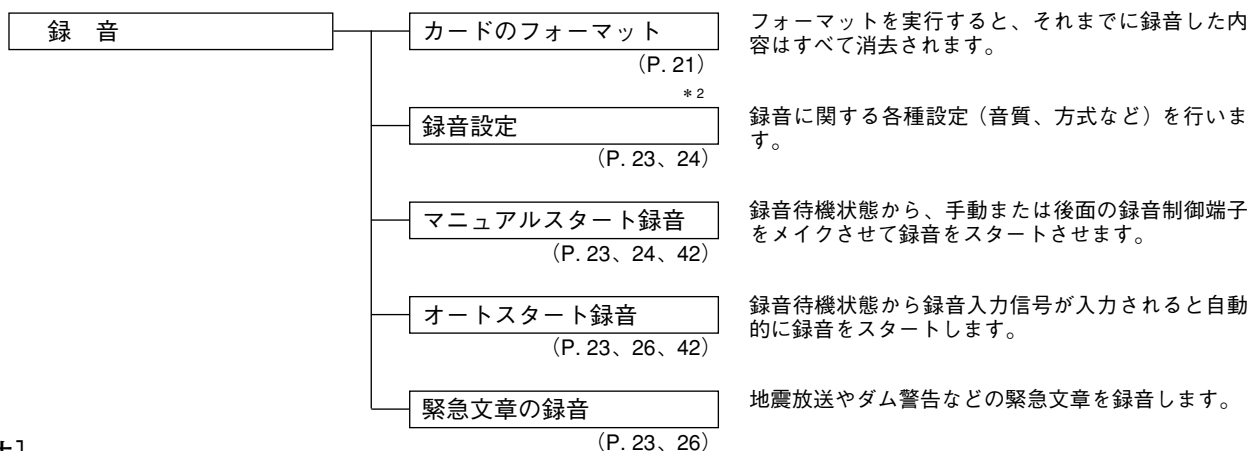 録 音
カードのフォーマット
(P. 21)
フォーマットを実行すると、それまでに録音した内
容はすべて消去されます。
＊2
録音設定
(P. 23、24)
録音に関する各種設定（音質、方式など）を行いま
す。
マニュアルスタート録音
(P. 23、24、42)
録音待機状態から、手動または後面の録音制御端子
をメイクさせて録音をスタートさせます。
オートスタート録音
(P. 23、26、42)
録音待機状態から録音入力信号が入力されると自動
的に録音をスタートします。
緊急文章の録音
(P. 23、26)
地震放送やダム警告などの緊急文章を録音します。